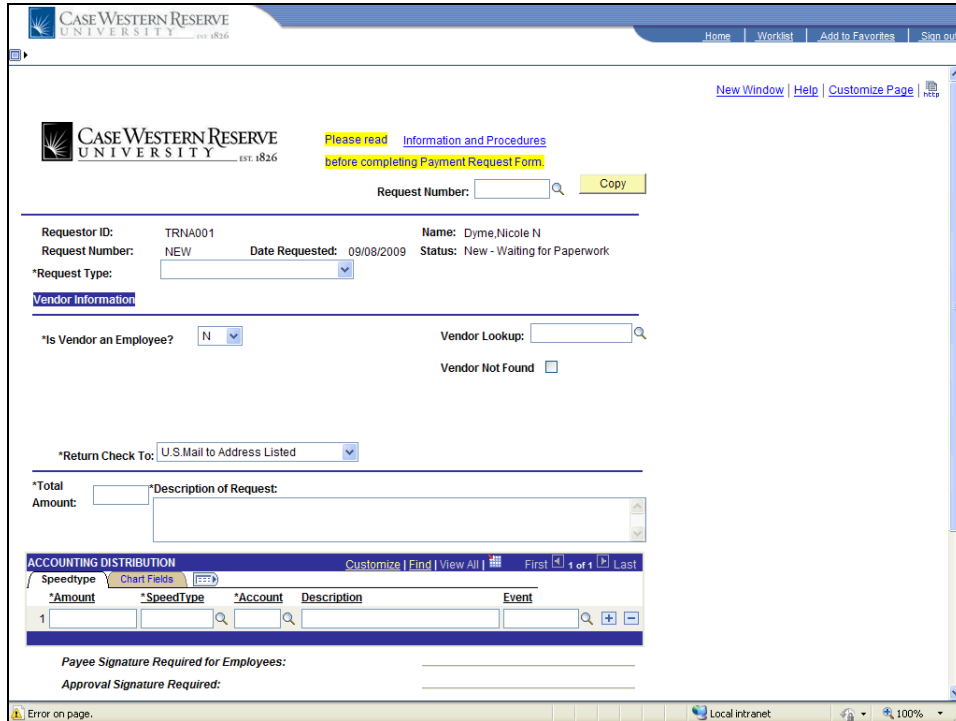 CASE WESTERN RESERVE
UNIVERSITY EST. 1826
Home Worklist Add to Favorites Sign out
New Window | Help | Customize Page | http
CASE WESTERN RESERVE
UNIVERSITY EST. 1826
Please read Information and Procedures
before completing Payment Request Form.
Request Number: Copy
Requestor ID: TRNA001 Name: Dyme,Nicole N
Request Number: NEW Date Requested: 09/08/2009 Status: New - Waiting for Paperwork
*Request Type:
Vendor Information
*Is Vendor an Employee? N Vendor Lookup:
Vendor Not Found
*Return Check To: U.S.Mail to Address Listed
*Total Amount: *Description of Request:
ACCOUNTING DISTRIBUTION Customize | Find | View All | First 1 of 1 Last
Speedtype Chart Fields
*Amount *SpeedType *Account Description Event
1
Payee Signature Required for Employees:
Approval Signature Required:
Error on page. Local intranet 100%